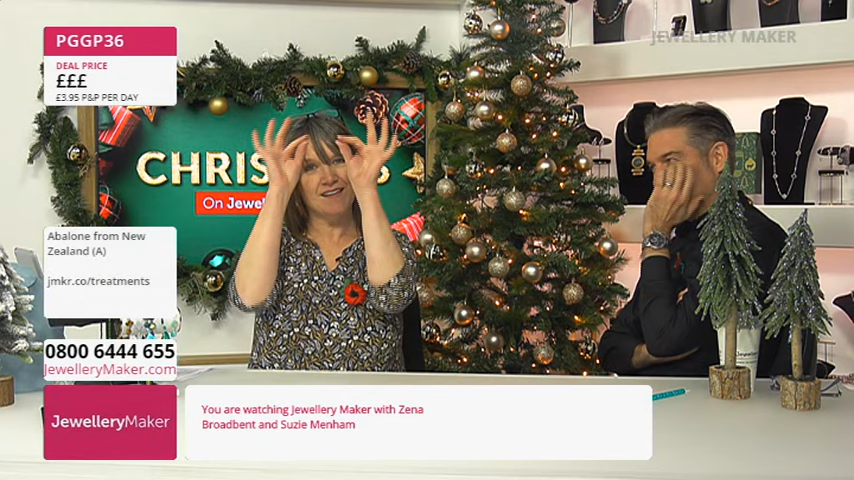 PGGP36
DEAL PRICE
£££
£3.95 P&P PER DAY
JEWELLERY MAKER
CHRIS S
On Jewel
Abalone from New
Zealand (A)
jmkr.co/treatments
0800 6444 655
JewelleryMaker.com
JewelleryMaker
You are watching Jewellery Maker with Zena
Broadbent and Suzie Menham